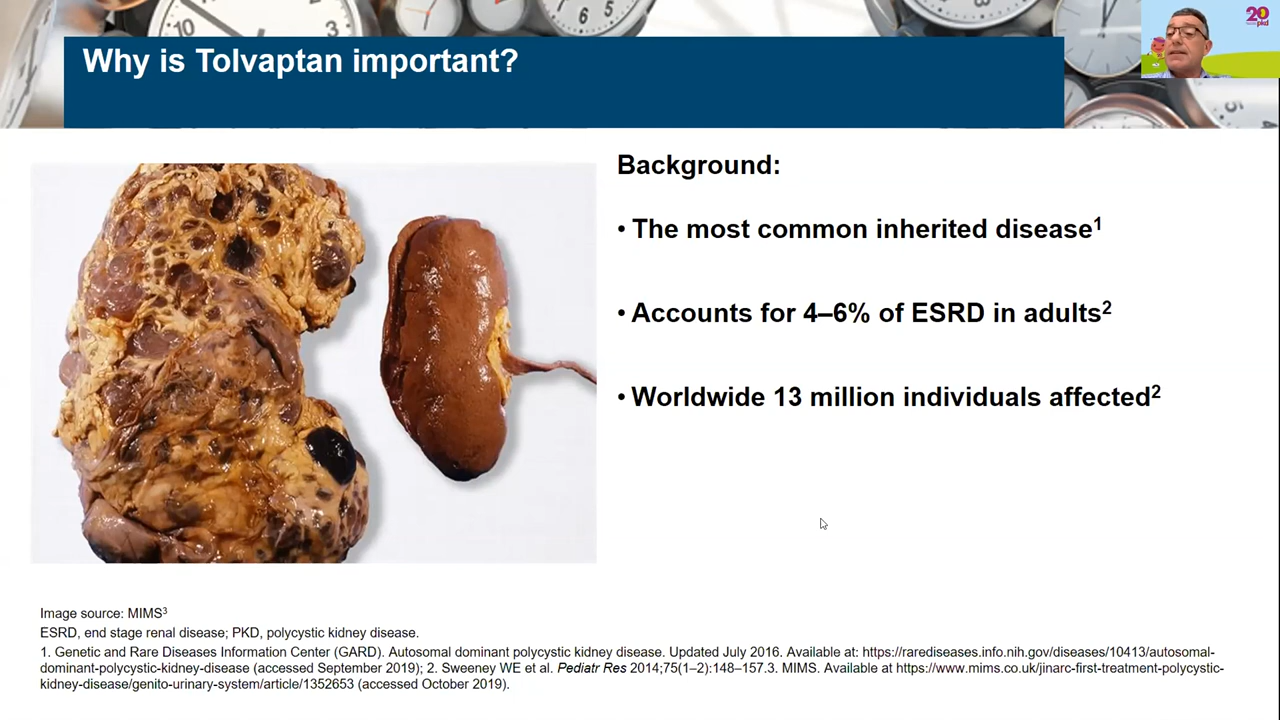 Why is Tolvaptan important?
20
pkd
Background:
• The most common inherited disease1
• Accounts for 4–6% of ESRD in adults2
• Worldwide 13 million individuals affected2
Image source: MIMS3
ESRD, end stage renal disease; PKD, polycystic kidney disease.
1. Genetic and Rare Diseases Information Center (GARD). Autosomal dominant polycystic kidney disease. Updated July 2016. Available at: https://rarediseases.info.nih.gov/diseases/10413/autosomal-
dominant-polycystic-kidney-disease (accessed September 2019); 2. Sweeney WE et al. Pediatr Res 2014;75(1–2):148–157.3. MIMS. Available at https://www.mims.co.uk/jinarc-first-treatment-polycystic-
kidney-disease/genito-urinary-system/article/1352653 (accessed October 2019).